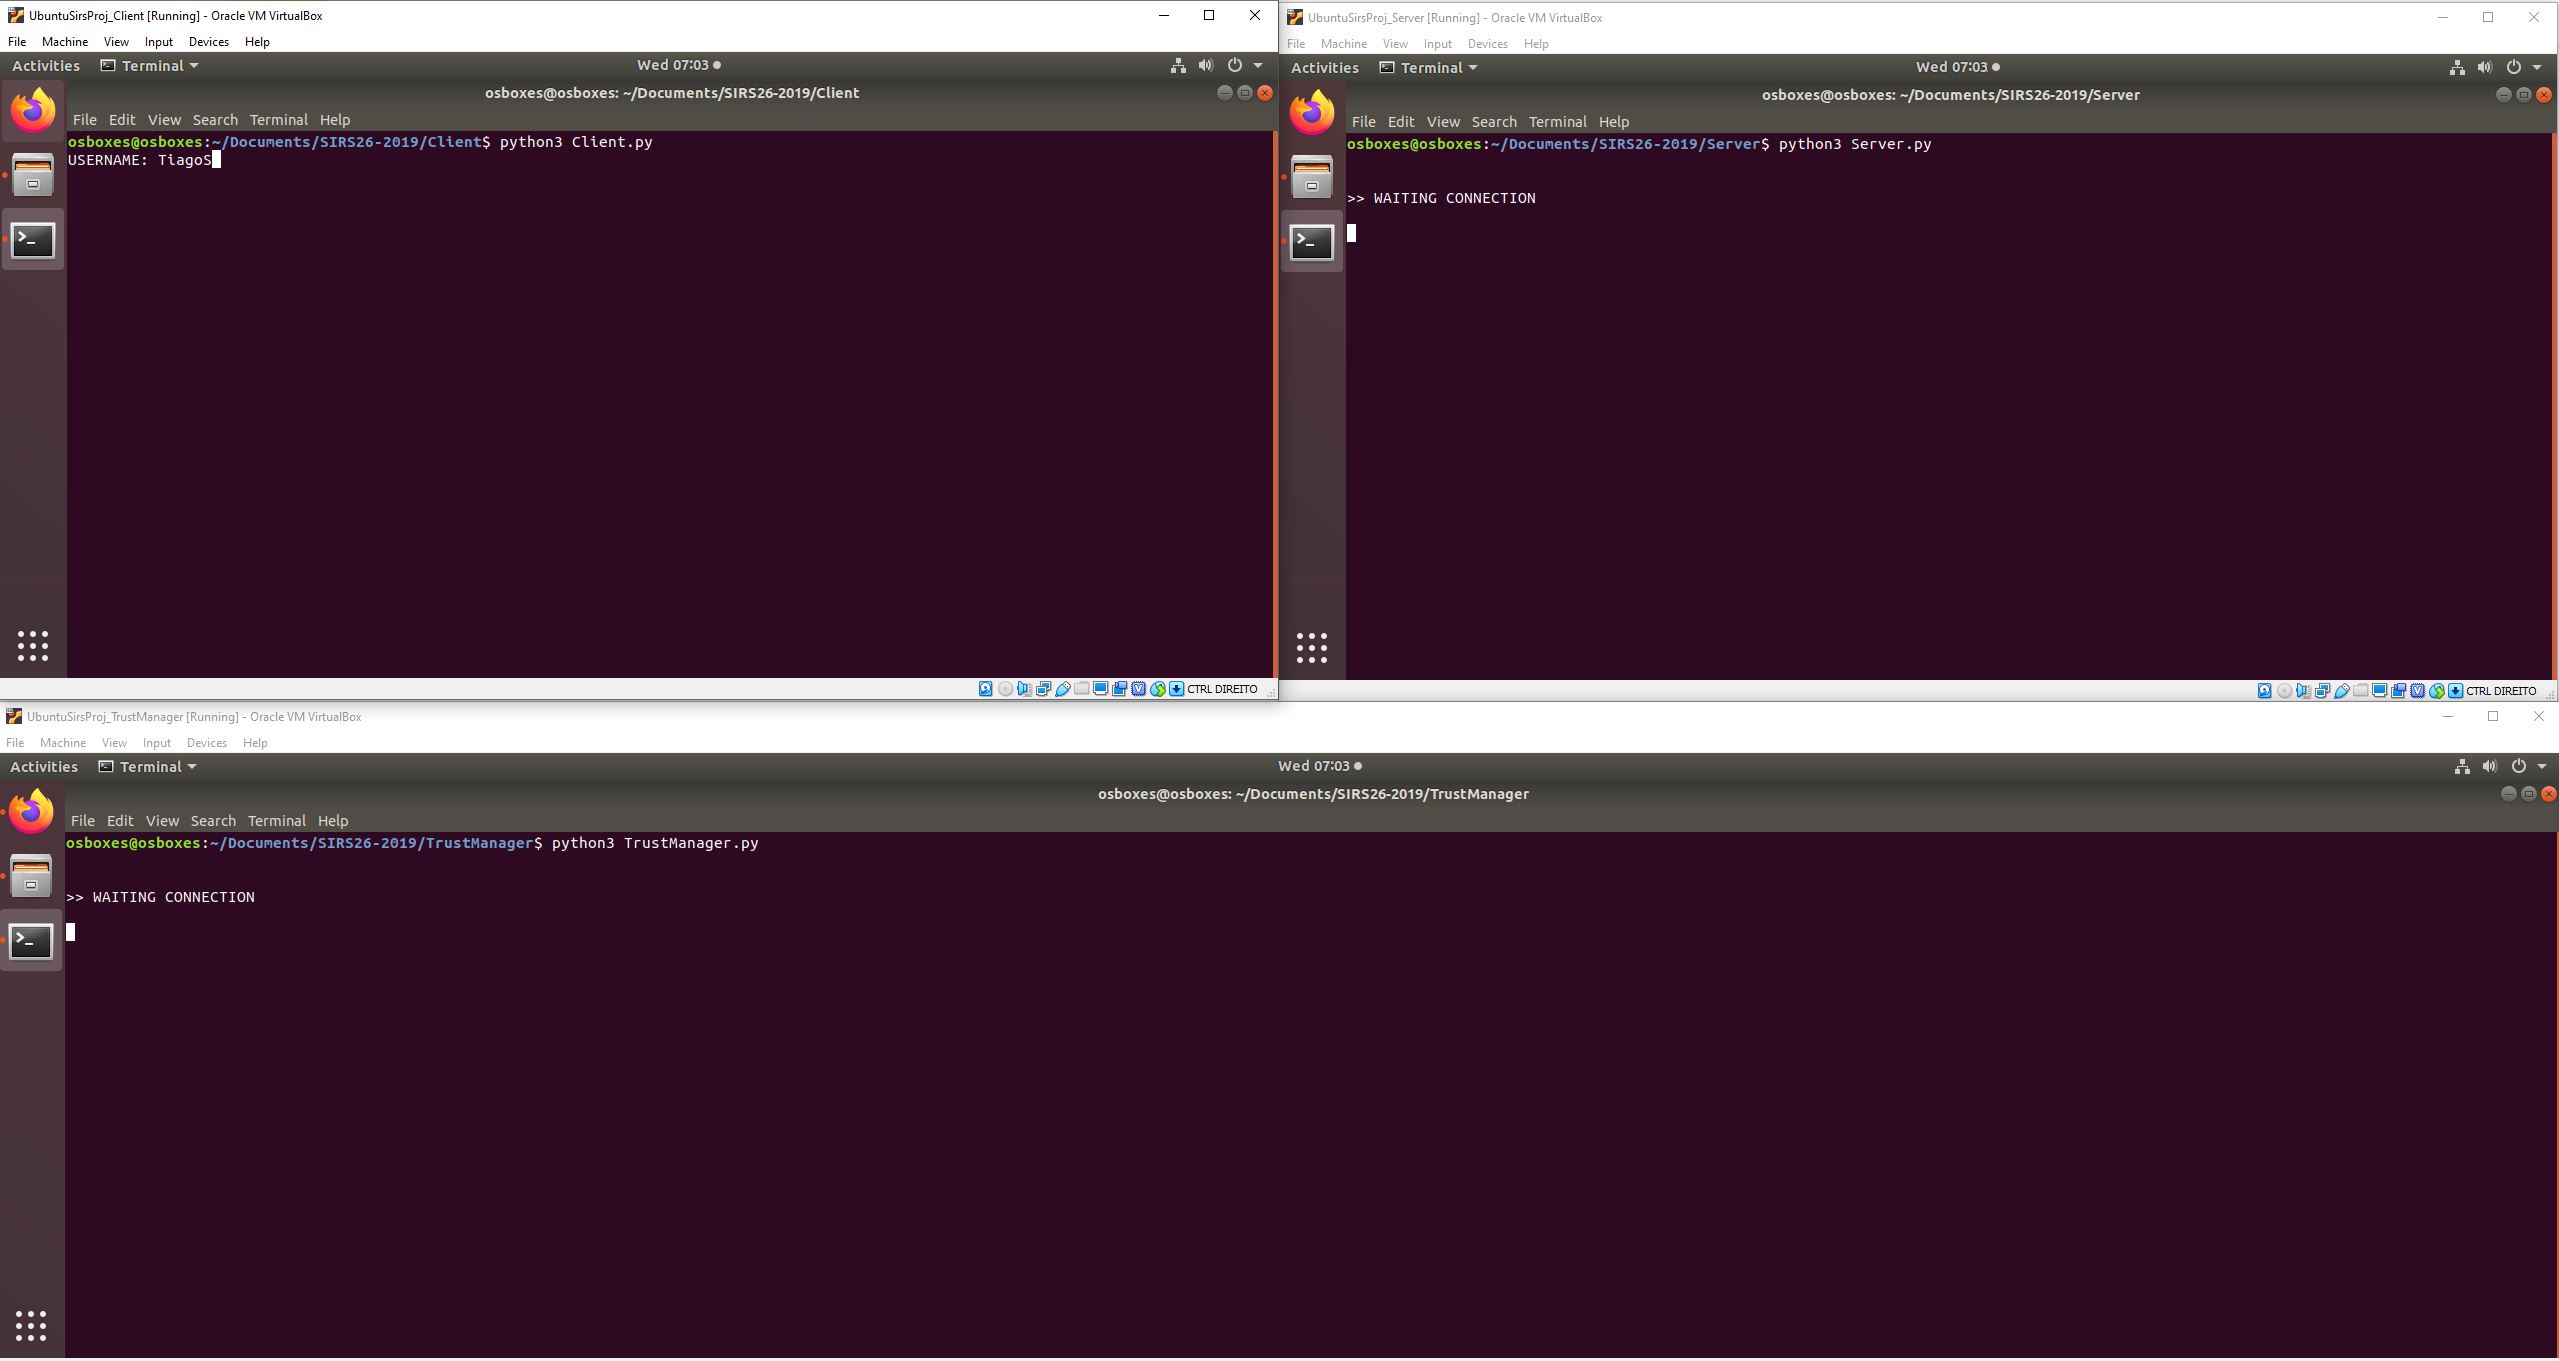 UbuntuSirsProj_Client [Running] - Oracle VM VirtualBox
File Machine View Input Devices Help
Activities Terminal Wed 07:03
osboxes@osboxes: ~/Documents/SIRS26-2019/Client
File Edit View Search Terminal Help
osboxes@osboxes:~/Documents/SIRS26-2019/Client$ python3 Client.py
USERNAME: TiagoS
CTRL DIREITO
UbuntuSirsProj_Server [Running] - Oracle VM VirtualBox
File Machine View Input Devices Help
Activities Terminal Wed 07:03
osboxes@osboxes: ~/Documents/SIRS26-2019/Server
File Edit View Search Terminal Help
osboxes@osboxes:~/Documents/SIRS26-2019/Server$ python3 Server.py
>> WAITING CONNECTION
CTRL DIREITO
UbuntuSirsProj_TrustManager [Running] - Oracle VM VirtualBox
File Machine View Input Devices Help
Activities Terminal Wed 07:03
osboxes@osboxes: ~/Documents/SIRS26-2019/TrustManager
File Edit View Search Terminal Help
osboxes@osboxes:~/Documents/SIRS26-2019/TrustManager$ python3 TrustManager.py
>> WAITING CONNECTION